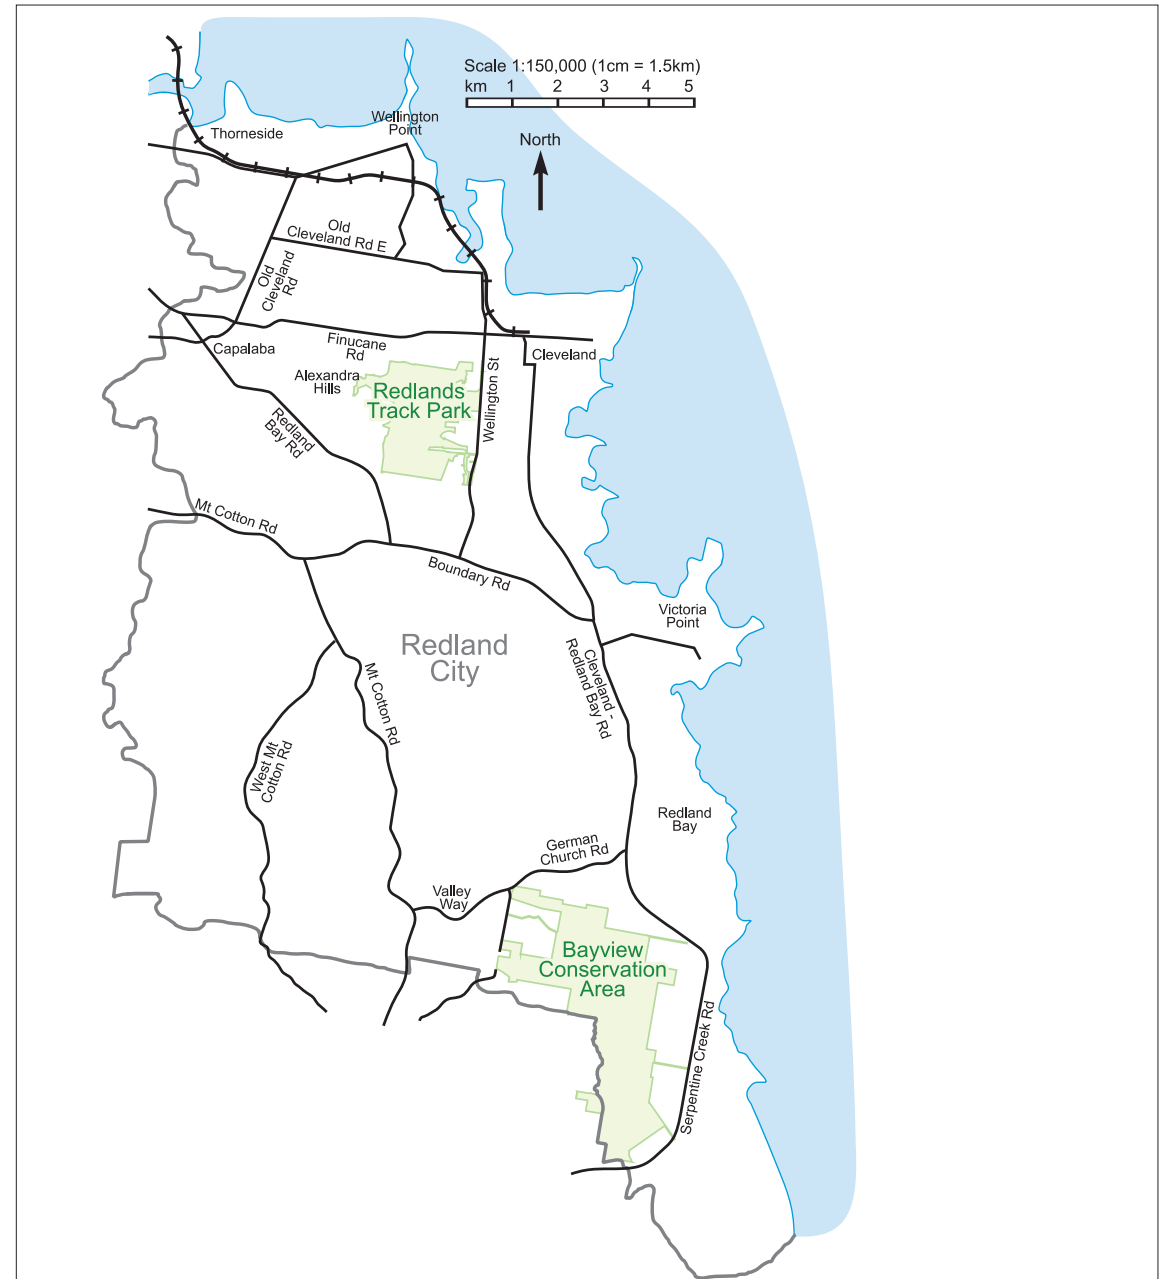 Scale 1:150,000 (1cm = 1.5km)
km 1 2 3 4 5
Wellington
Point
Thorneside
North
Old
Cleveland Rd E
Old
Cleveland
Rd
Finucane
Rd
Capalaba
Cleveland
Alexandra
Hills
Redlands
Track Park
Wellington St
Redland
Bay Rd
Mt Cotton Rd
Boundary Rd
Victoria
Point
Redland
City
Cleveland -
Redland Bay Rd
Mt Cotton Rd
West Mt
Cotton Rd
Redland
Bay
German
Church Rd
Valley
Way
Bayview
Conservation
Area
Serpentine Creek Rd